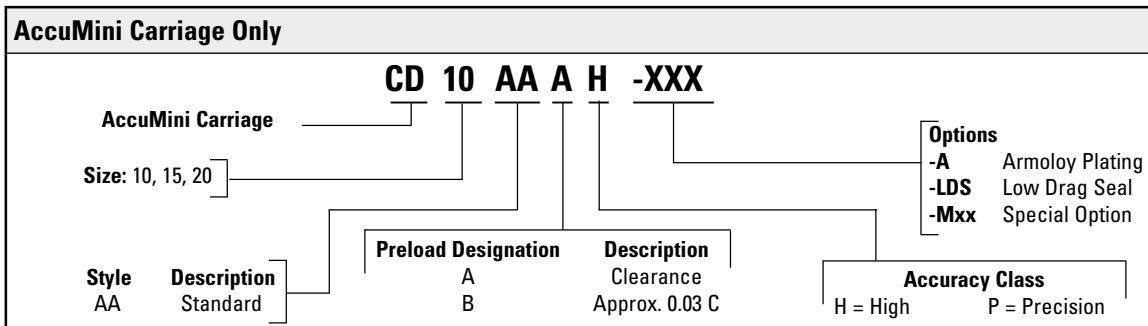 AccuMini Carriage Only
CD 10 AA A H -XXX
AccuMini Carriage
Size: 10, 15, 20
Options
-A Armoloy Plating
-LDS Low Drag Seal
-Mxx Special Option
Style Description
AA Standard
Preload Designation Description
A Clearance
B Approx. 0.03 C
Accuracy Class
H = High P = Precision